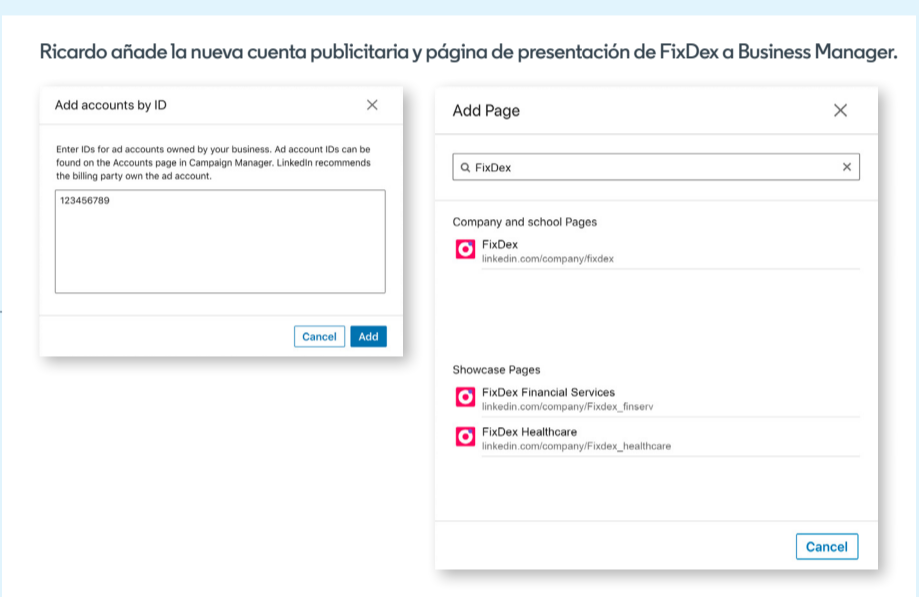 Ricardo añade la nueva cuenta publicitaria y página de presentación de FixDex a Business Manager.
Add accounts by ID
Enter IDs for ad accounts owned by your business. Ad account IDs can be
found on the Accounts page in Campaign Manager. LinkedIn recommends
the billing party own the ad account.
123456789
Cancel
Add
Add Page
FixDex
Company and school Pages
FixDex
linkedin.com/company/fixdex
Showcase Pages
FixDex Financial Services
linkedin.com/company/Fixdex_finserv
FixDex Healthcare
linkedin.com/company/Fixdex_healthcare
Cancel